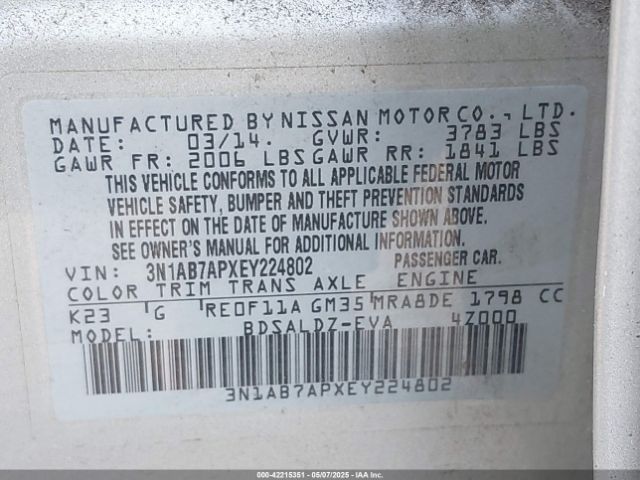 MANUFACTURED BY NISSAN MOTOR CO., LTD.
DATE: 03/14. GVWR: 3783 LBS
GAWR FR: 2006 LBS GAWR RR: 1841 LBS
THIS VEHICLE CONFORMS TO ALL APPLICABLE FEDERAL MOTOR
VEHICLE SAFETY, BUMPER AND THEFT PREVENTION STANDARDS
IN EFFECT ON THE DATE OF MANUFACTURE SHOWN ABOVE.
SEE OWNER'S MANUAL FOR ADDITIONAL INFORMATION.
VIN: 3N1AB7APXEY224802 PASSENGER CAR.
COLOR TRIM TRANS AXLE ENGINE
K23 G RE0F11A GM35 MRA8DE 1798 CC
MODEL: BDSALDZ-EVA 4Z000
3N1AB7APXEY224802
000-42215351 - 05/07/2025 - IAA Inc.